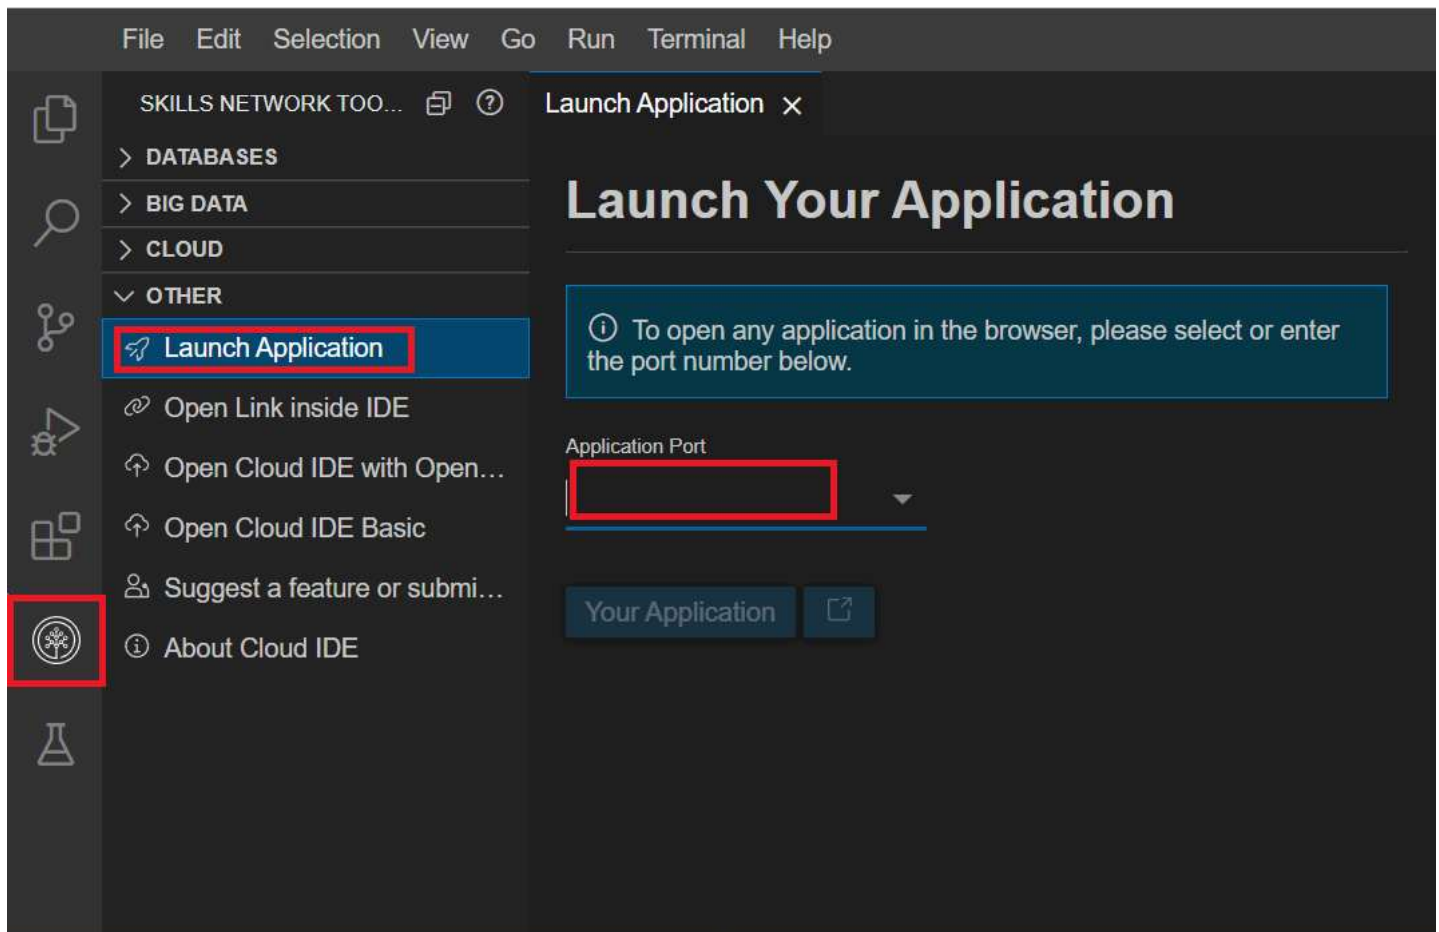 File Edit Selection View Go Run Terminal Help
SKILLS NETWORK TOO...
DATABASES
BIG DATA
CLOUD
OTHER
Launch Application
Open Link inside IDE
Open Cloud IDE with Open...
Open Cloud IDE Basic
Suggest a feature or submi...
About Cloud IDE
Launch Application
Launch Your Application
To open any application in the browser, please select or enter
the port number below.
Application Port
Your Application